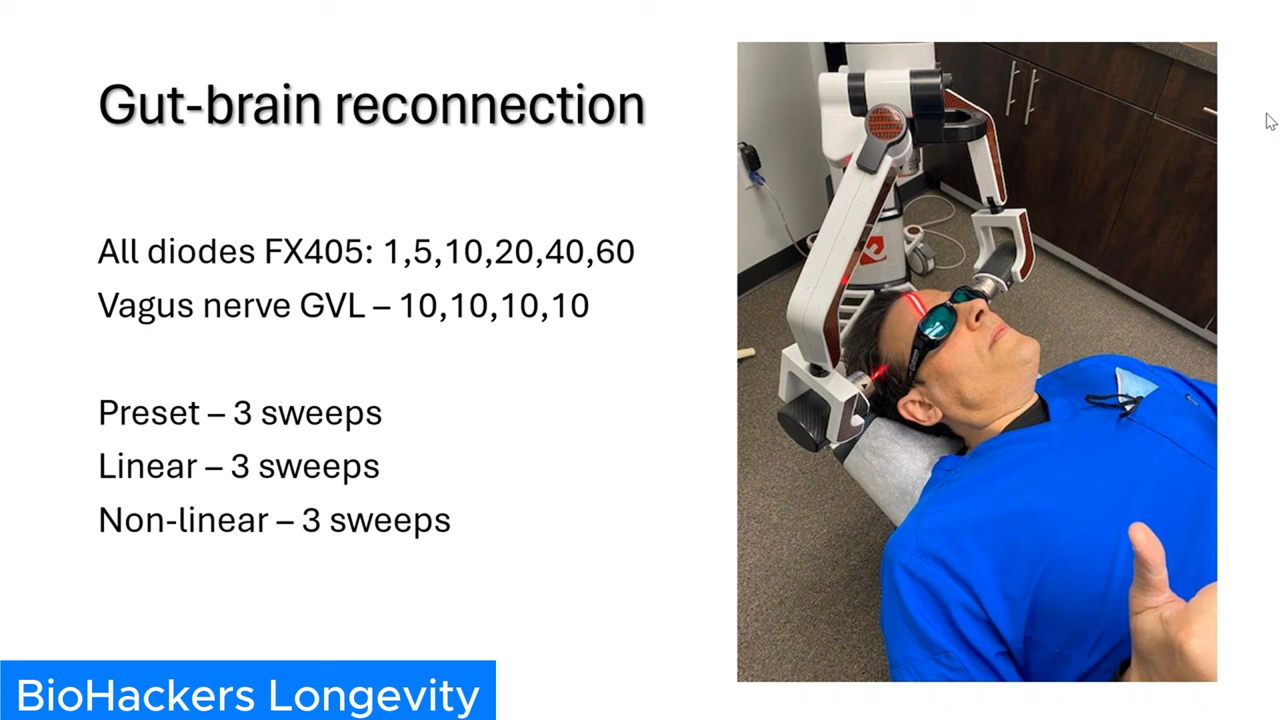 Gut-brain reconnection
All diodes FX405: 1,5,10,20,40,60
Vagus nerve GVL – 10,10,10,10
Preset – 3 sweeps
Linear – 3 sweeps
Non-linear – 3 sweeps
BioHackers Longevity